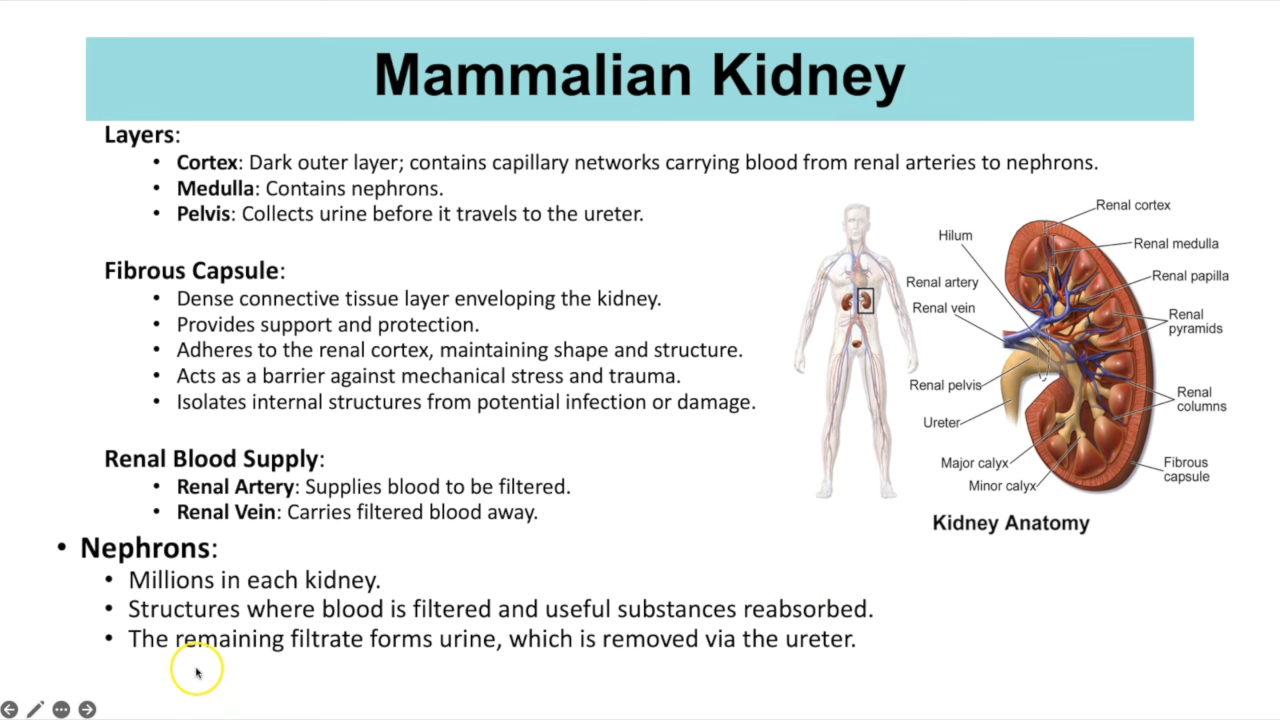 Mammalian Kidney
Layers:
• Cortex: Dark outer layer; contains capillary networks carrying blood from renal arteries to nephrons.
• Medulla: Contains nephrons.
• Pelvis: Collects urine before it travels to the ureter.
Fibrous Capsule:
• Dense connective tissue layer enveloping the kidney.
• Provides support and protection.
• Adheres to the renal cortex, maintaining shape and structure.
• Acts as a barrier against mechanical stress and trauma.
• Isolates internal structures from potential infection or damage.
Renal Blood Supply:
• Renal Artery: Supplies blood to be filtered.
• Renal Vein: Carries filtered blood away.
• Nephrons:
• Millions in each kidney.
• Structures where blood is filtered and useful substances reabsorbed.
• The remaining filtrate forms urine, which is removed via the ureter.
Renal cortex
Hilum
Renal medulla
Renal artery
Renal papilla
Renal vein
Renal
pyramids
Renal pelvis
Renal
columns
Ureter
Major calyx
Fibrous
capsule
Minor calyx
Kidney Anatomy